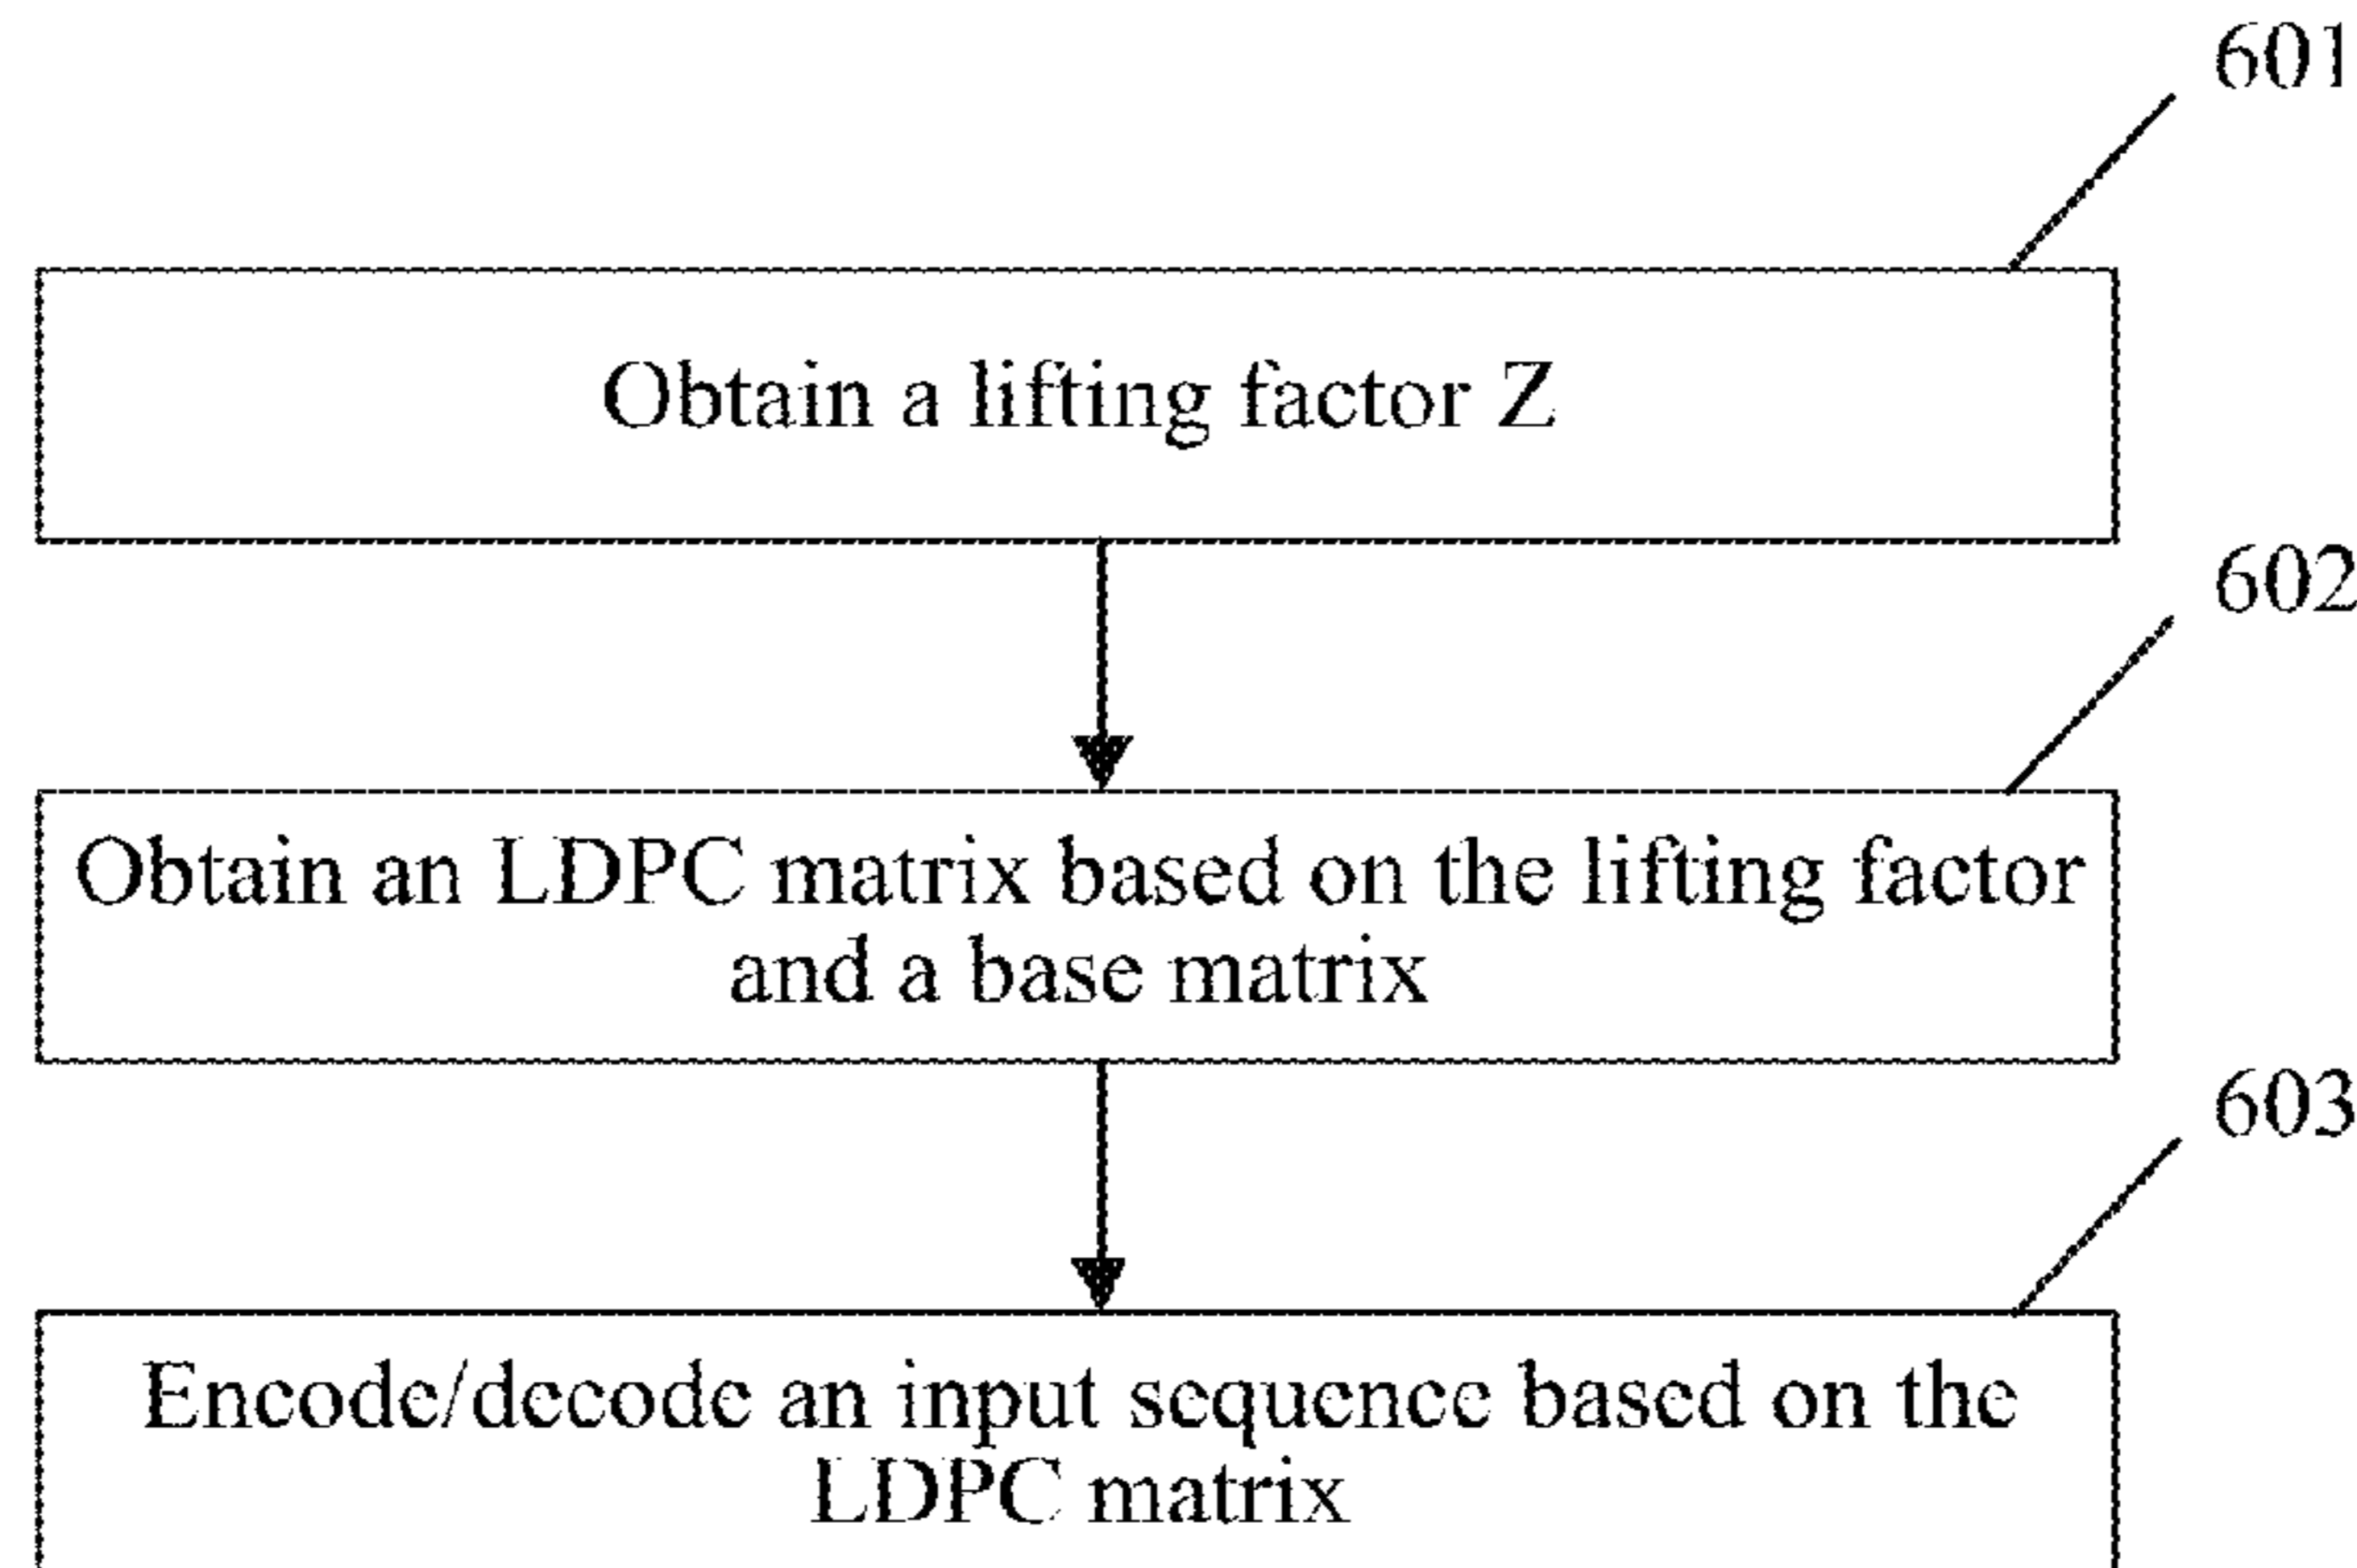 601
Obtain a lifting factor Z
602
Obtain an LDPC matrix based on the lifting factor
and a base matrix
603
Encode/decode an input sequence based on the
LDPC matrix